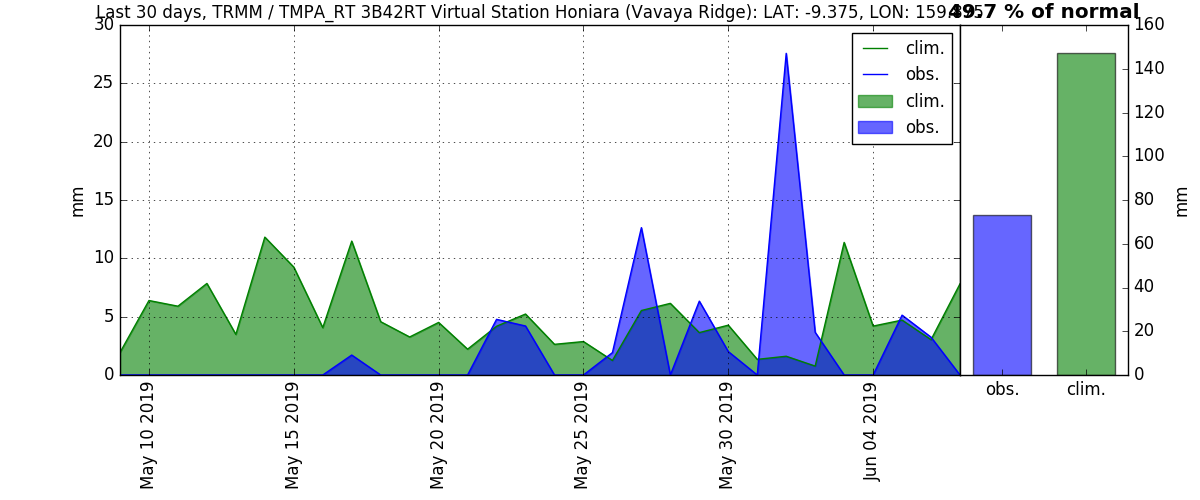 Last 30 days, TRMM / TMPA_RT 3B42RT Virtual Station Honiara (Vavaya Ridge): LAT: -9.375, LON: 159.875
49.7 % of normal
30
25
20
15
10
5
0
mm
clim.
obs.
clim.
obs.
May 10 2019
May 15 2019
May 20 2019
May 25 2019
May 30 2019
Jun 04 2019
160
140
120
100
80
60
40
20
0
mm
obs.
clim.